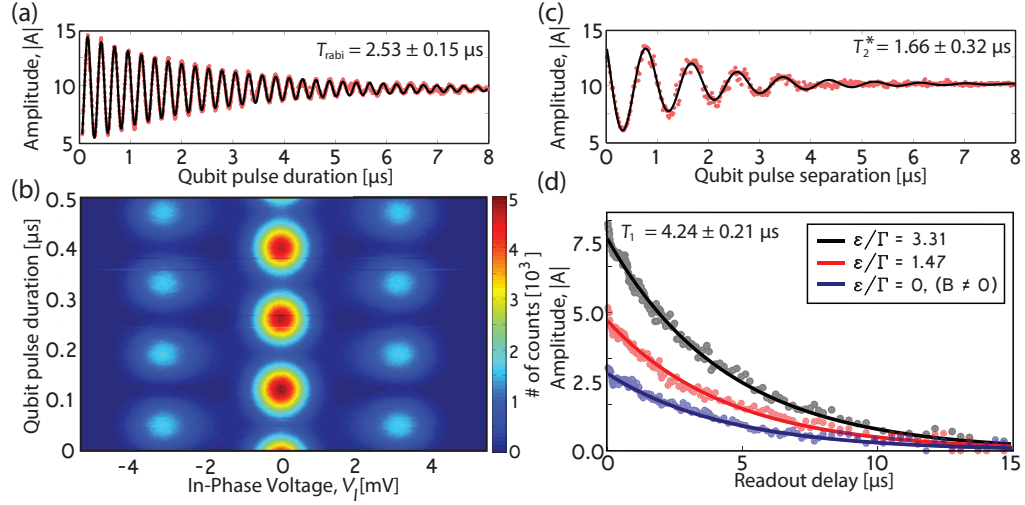 (a)
Amplitude, |A|
15
10
5
T_rabi = 2.53 ± 0.15 µs
0 1 2 3 4 5 6 7 8
Qubit pulse duration [µs]
(b)
Qubit pulse duration [µs]
0.5
0.4
0.3
0.2
0.1
0
-4 -2 0 2 4
In-Phase Voltage, V_I [mV]
5
4
3
2
1
0
# of counts [10³]
(c)
Amplitude, |A|
15
10
5
T₂* = 1.66 ± 0.32 µs
0 1 2 3 4 5 6 7 8
Qubit pulse separation [µs]
(d)
Amplitude, |A|
7.5
5.0
2.5
0.0
T₁ = 4.24 ± 0.21 µs
ε/Γ = 3.31
ε/Γ = 1.47
ε/Γ = 0, (B ≠ 0)
0 5 10 15
Readout delay [µs]